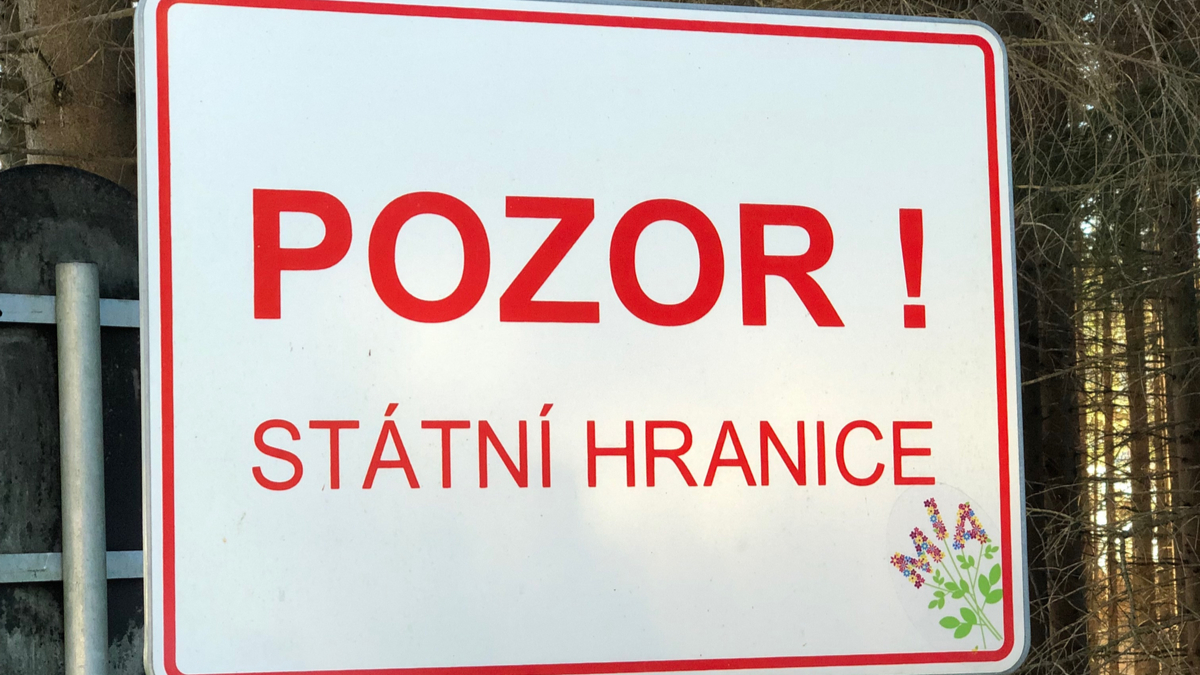 POZOR !
STÁTNÍ HRANICE
MIA